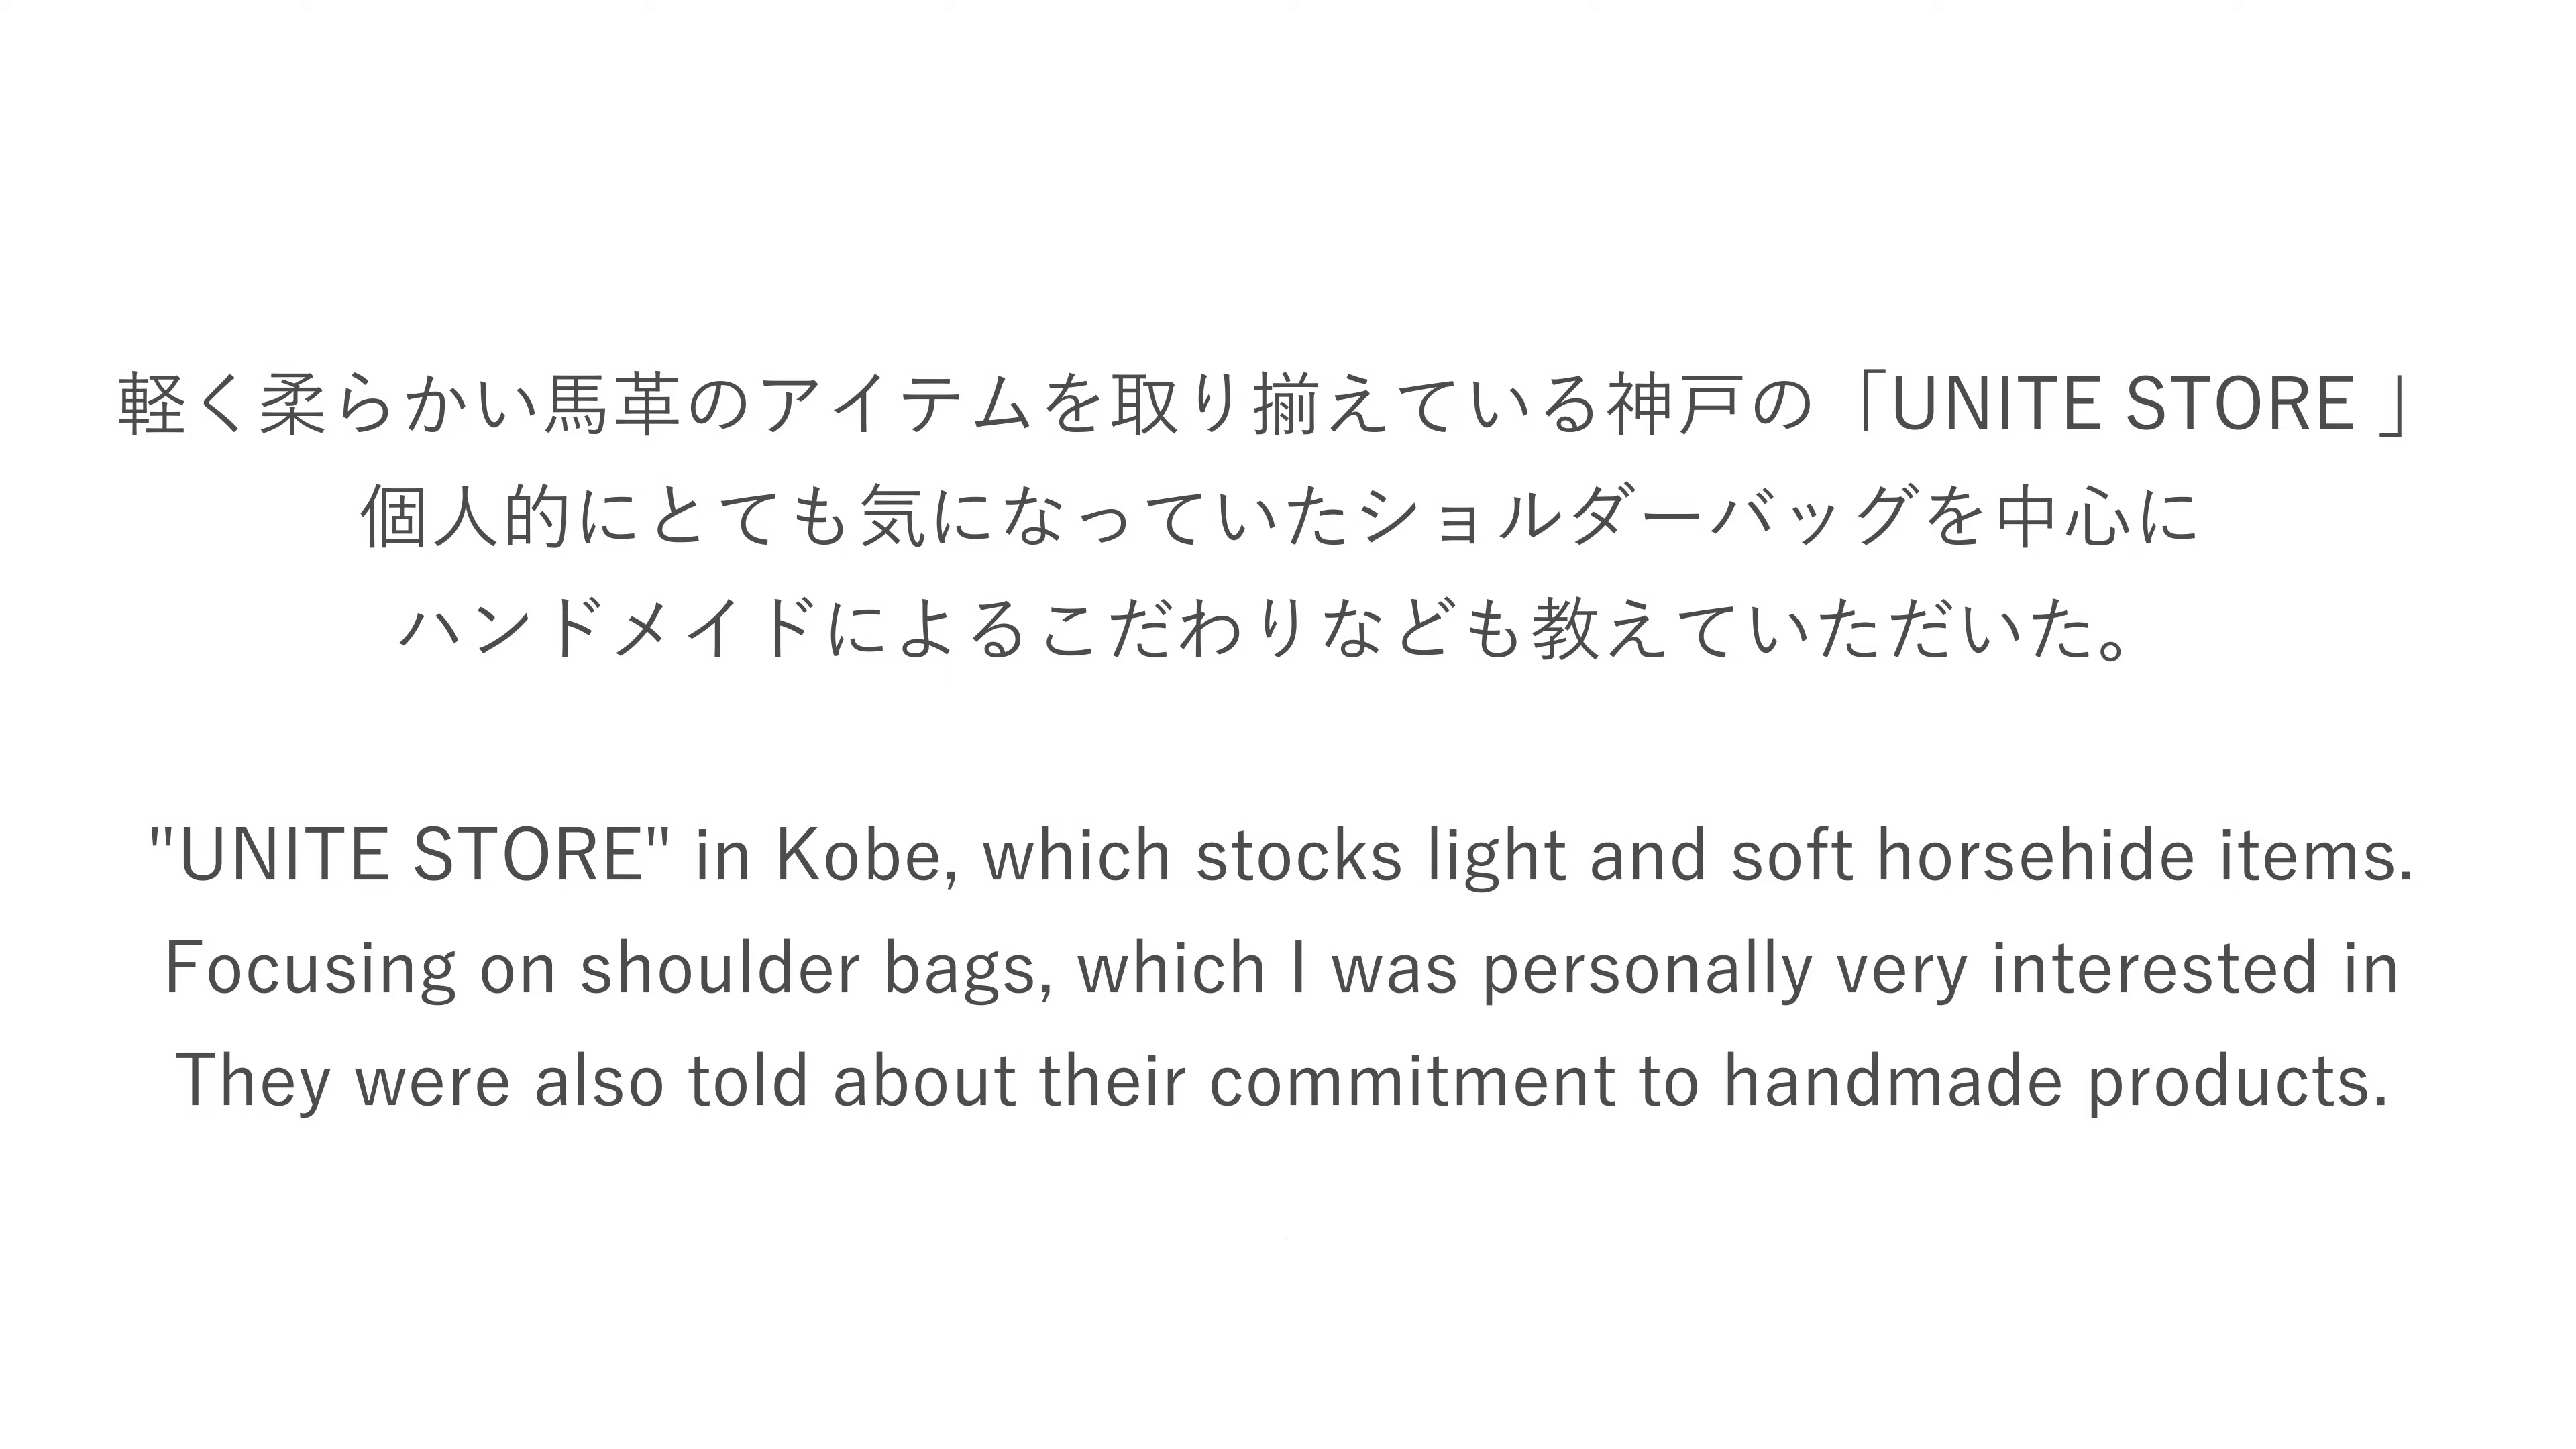 軽く柔らかい馬革のアイテムを取り揃えている神戸の「UNITE STORE 」
個人的にとても気になっていたショルダーバッグを中心に
ハンドメイドによるこだわりなども教えていただいた。
"UNITE STORE" in Kobe, which stocks light and soft horsehide items.
Focusing on shoulder bags, which I was personally very interested in
They were also told about their commitment to handmade products.